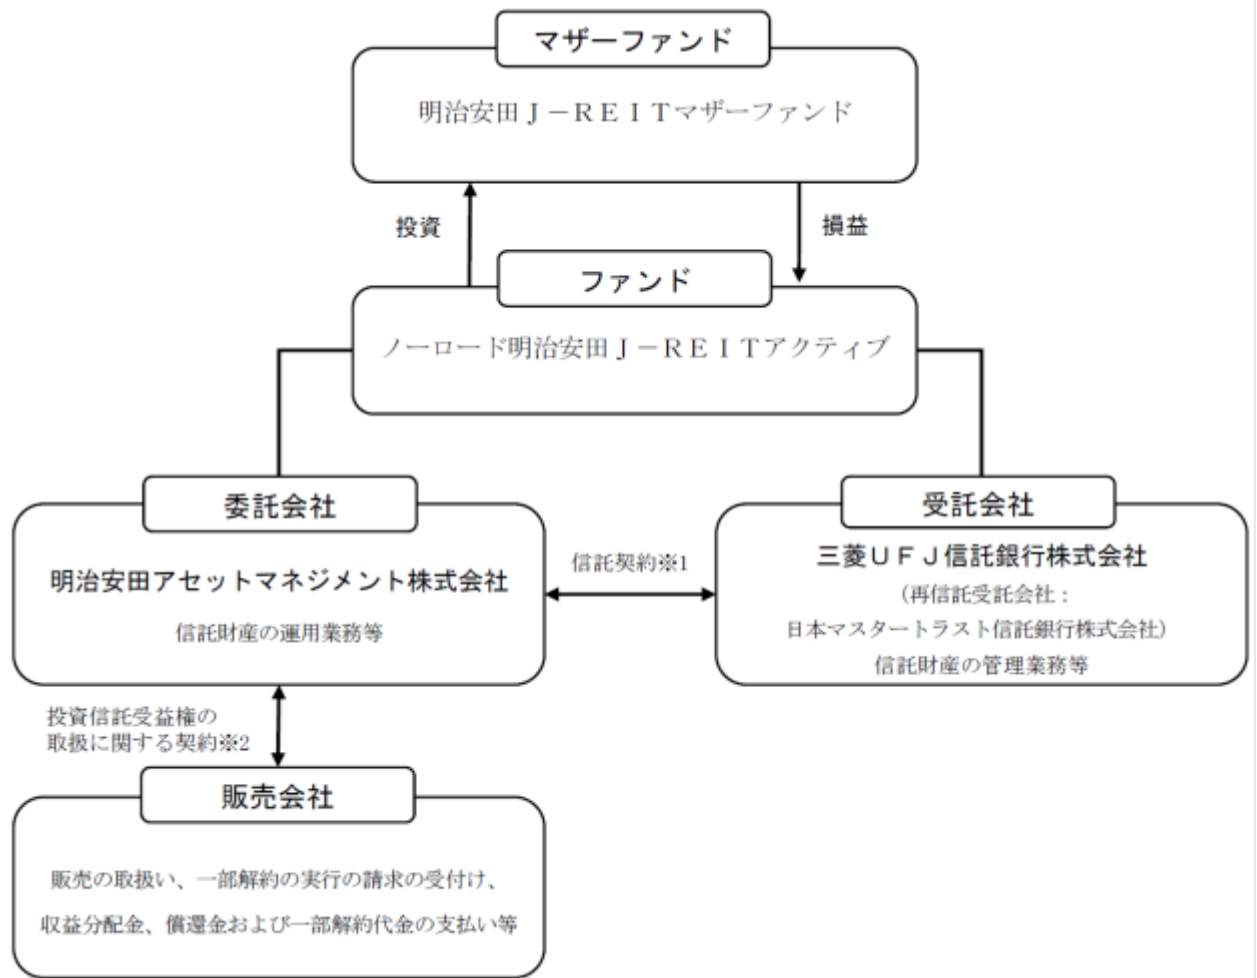 マザーファンド
明治安田Ｊ－ＲＥＩＴマザーファンド
投資
損益
ファンド
ノーロード明治安田Ｊ－ＲＥＩＴアクティブ
委託会社
明治安田アセットマネジメント株式会社
信託財産の運用業務等
信託契約※1
受託会社
三菱ＵＦＪ信託銀行株式会社
（再信託受託会社：
日本マスタートラスト信託銀行株式会社）
信託財産の管理業務等
投資信託受益権の
取扱に関する契約※2
販売会社
販売の取扱い、一部解約の実行の請求の受付け、
収益分配金、償還金および一部解約代金の支払い等